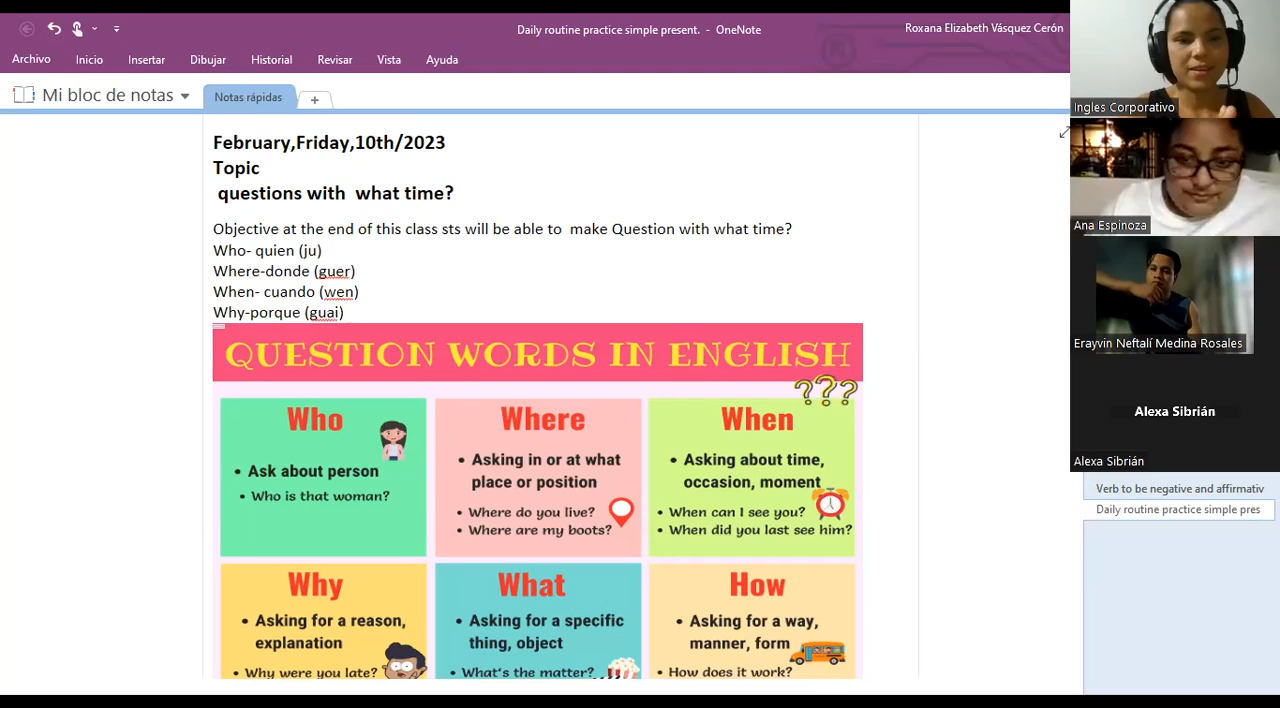 Daily routine practice simple present. - OneNote
Roxana Elizabeth Vásquez Cerón
Archivo Inicio Insertar Dibujar Historial Revisar Vista Ayuda
Mi bloc de notas
Notas rápidas
February,Friday,10th/2023
Topic
questions with what time?
Objective at the end of this class sts will be able to make Question with what time?
Who- quien (ju)
Where-donde (guer)
When- cuando (wen)
Why-porque (guai)
QUESTION WORDS IN ENGLISH
???
Who
• Ask about person
• Who is that woman?
Where
• Asking in or at what
place or position
• Where do you live?
• Where are my boots?
When
• Asking about time,
occasion, moment
• When can I see you?
• When did you last see him?
Why
• Asking for a reason,
explanation
• Why were you late?
What
• Asking for a specific
thing, object
• What's the matter?
How
• Asking for a way,
manner, form
• How does it work?
Ingles Corporativo
Ana Espinoza
Erayvin Neftalí Medina Rosales
Alexa Sibrián
Alexa Sibrián
Verb to be negative and affirmativ
Daily routine practice simple pres